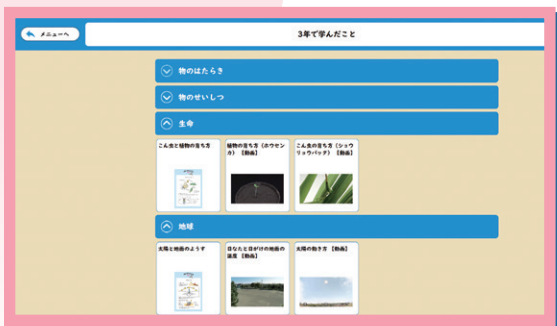 メニューへ
3年で学んだこと
物のはたらき
物のせいしつ
生命
こん虫と植物の育ち方
植物の育ち方（ホウセン
カ）【動画】
こん虫の育ち方（ショウ
リョウバッタ）【動画】
地球
太陽と地面のようす
日なたと日かげの地面の
温度【動画】
太陽の動き方【動画】